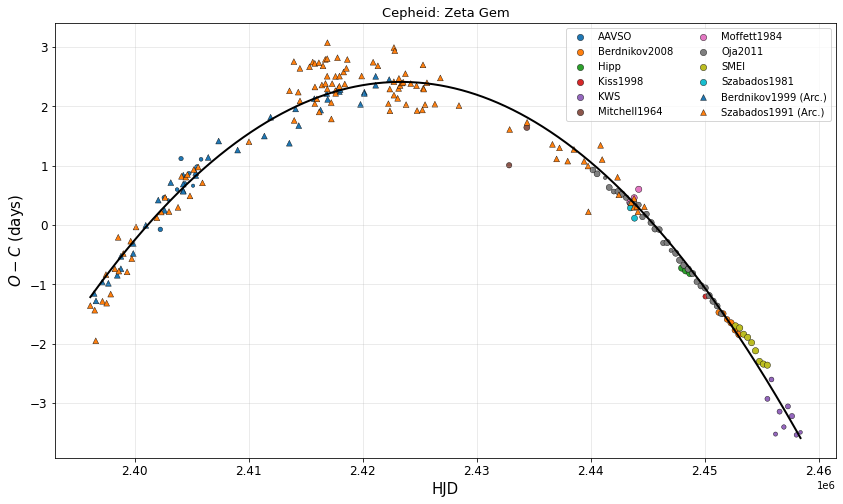 Cepheid: Zeta Gem
AAVSO
Berdnikov2008
Hipp
Kiss1998
KWS
Mitchell1964
Moffett1984
Oja2011
SMEI
Szabados1981
Berdnikov1999 (Arc.)
Szabados1991 (Arc.)
O − C (days)
3
2
1
0
−1
−2
−3
2.40
2.41
2.42
2.43
2.44
2.45
2.46
1e6
HJD